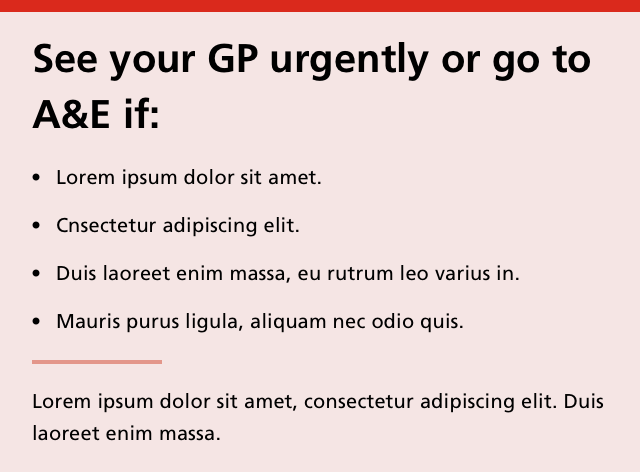 See your GP urgently or go to
A&E if:
• Lorem ipsum dolor sit amet.
• Cnsectetur adipiscing elit.
• Duis laoreet enim massa, eu rutrum leo varius in.
• Mauris purus ligula, aliquam nec odio quis.
Lorem ipsum dolor sit amet, consectetur adipiscing elit. Duis
laoreet enim massa.